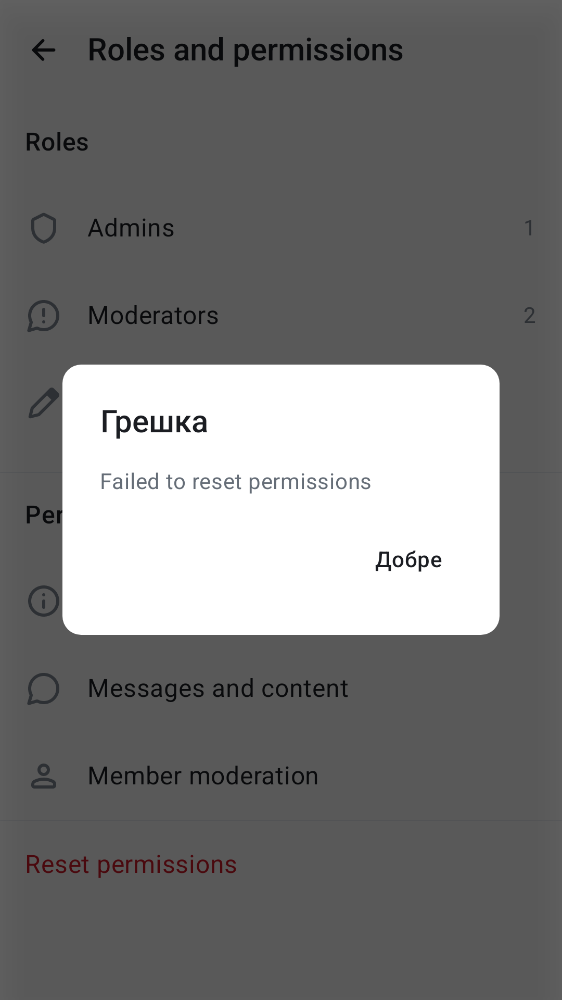 Roles and permissions
Roles
Admins
1
Moderators
2
Грешка
Failed to reset permissions
Per
Добре
Messages and content
Member moderation
Reset permissions